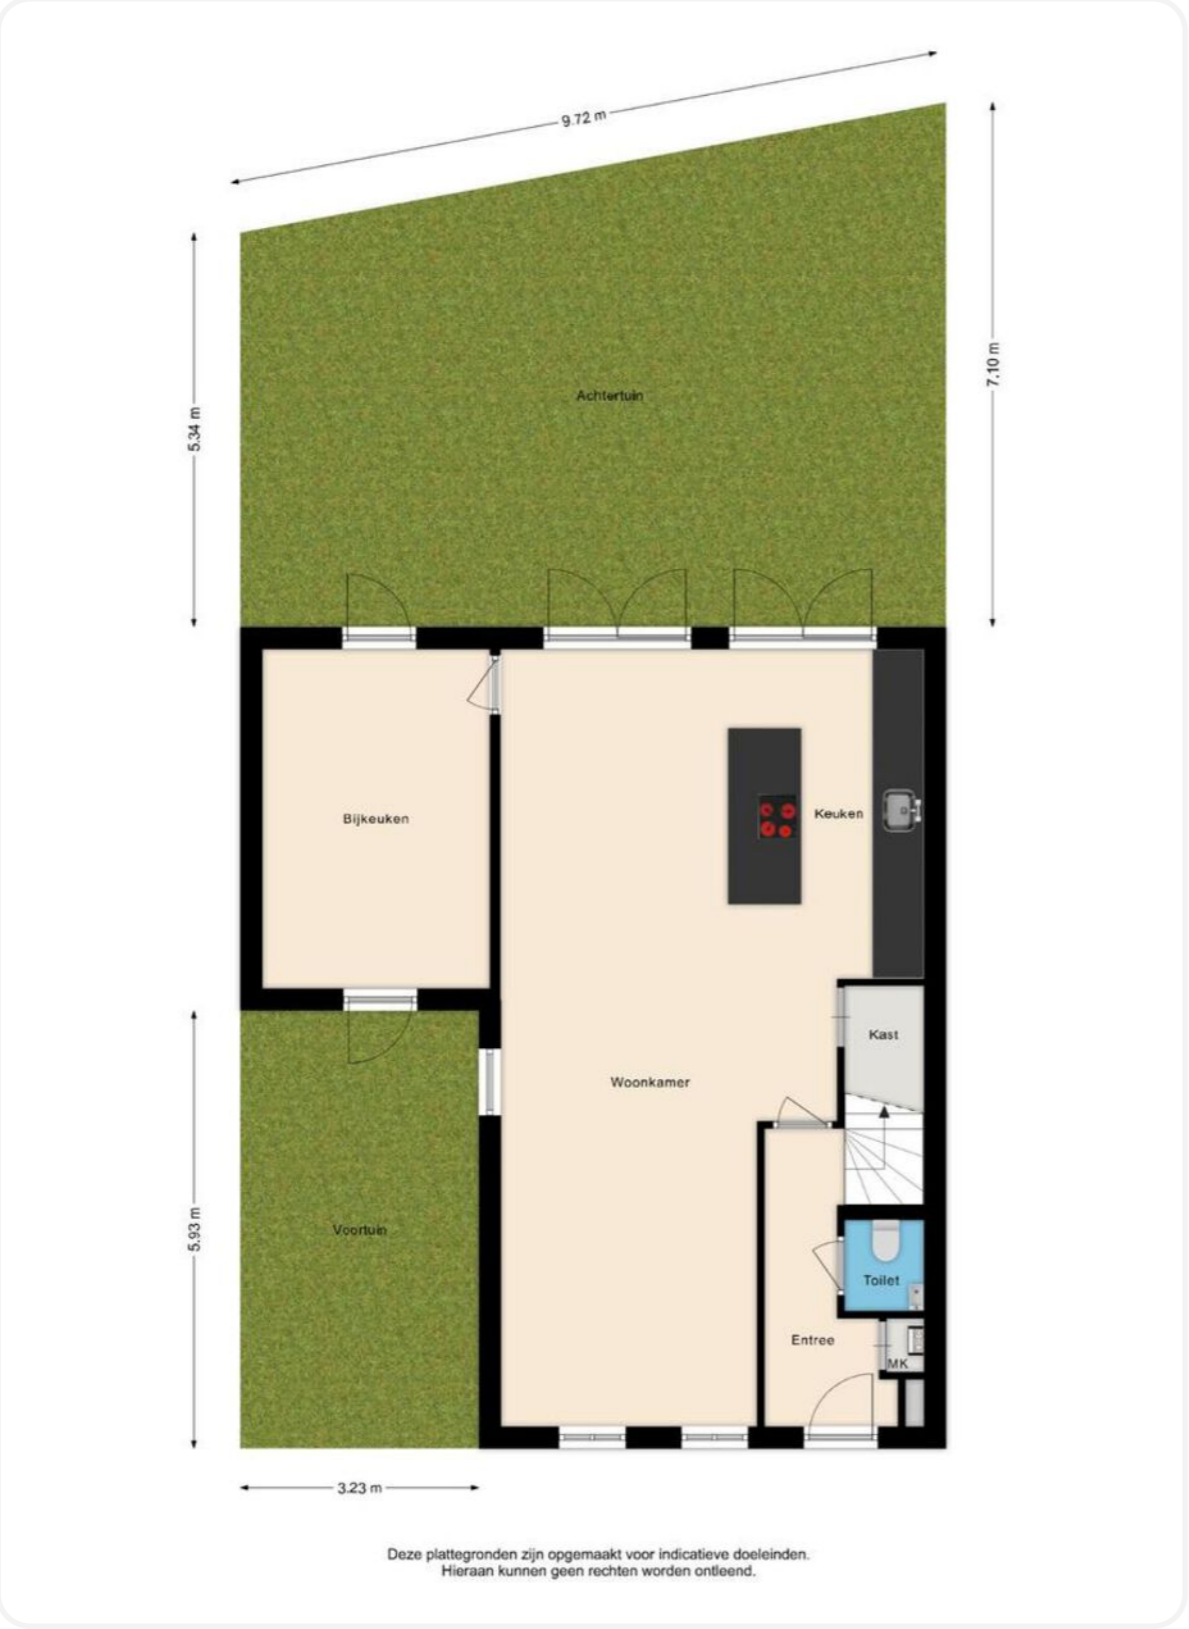 9.72 m
7.10 m
5.34 m
Achtertuin
Bijkeuken
Keuken
Kast
Woonkamer
Voortuin
5.93 m
Toilet
Entree
MK
3.23 m
Deze plattegronden zijn opgemaakt voor indicatieve doeleinden.
Hieraan kunnen geen rechten worden ontleend.